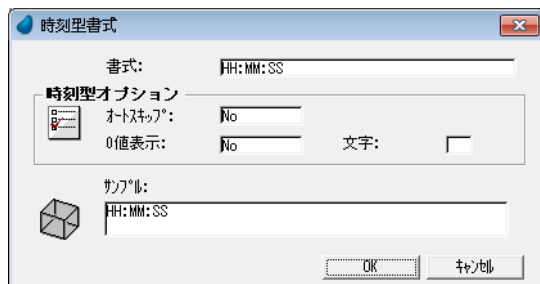 時刻型書式
書式: HH:MM:SS
時刻型オプション
ｵｰﾄｽｷｯﾌﾟ: No
0値表示: No 文字:
ｻﾝﾌﾟﾙ:
HH:MM:SS
OK ｷｬﾝｾﾙ